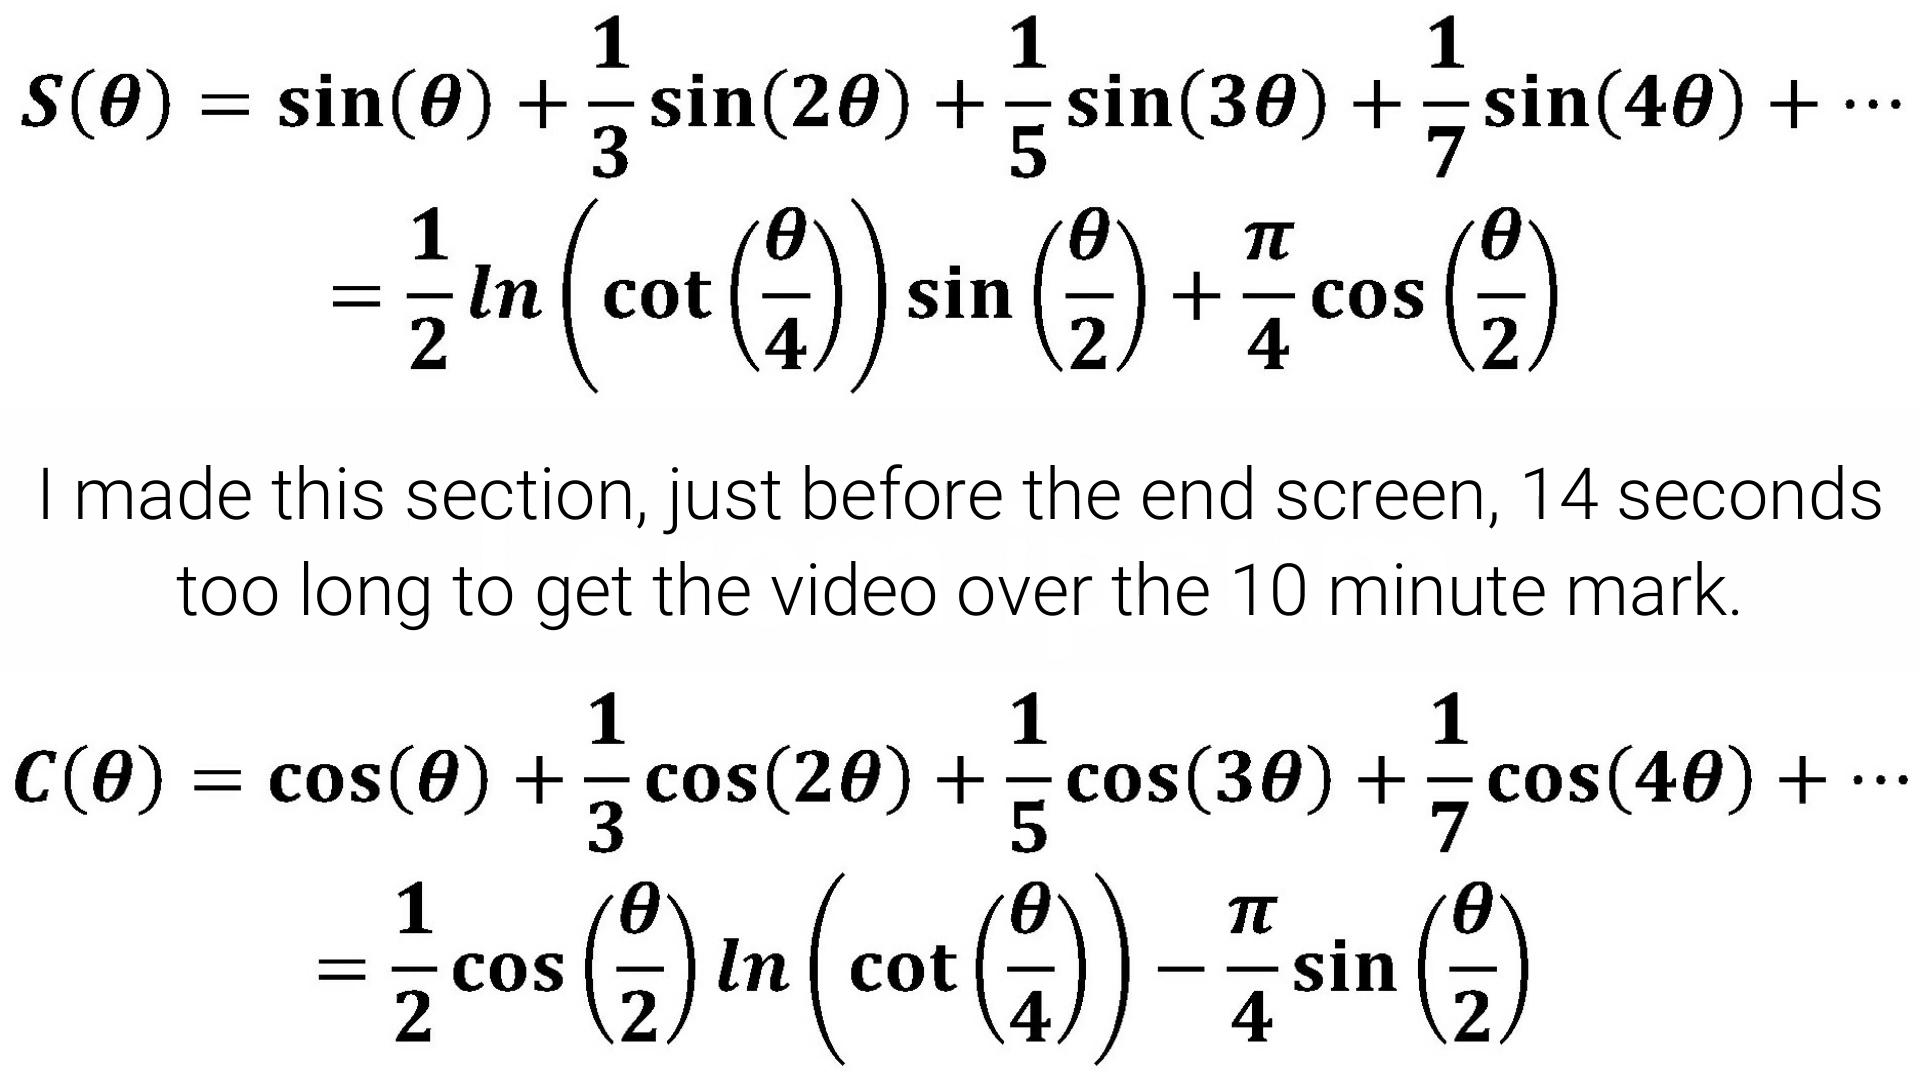 S(θ) = sin(θ) + 1/3 sin(2θ) + 1/5 sin(3θ) + 1/7 sin(4θ) + ⋯
= 1/2 ln(cot(θ/4)) sin(θ/2) + π/4 cos(θ/2)
I made this section, just before the end screen, 14 seconds
too long to get the video over the 10 minute mark.
C(θ) = cos(θ) + 1/3 cos(2θ) + 1/5 cos(3θ) + 1/7 cos(4θ) + ⋯
= 1/2 cos(θ/2) ln(cot(θ/4)) − π/4 sin(θ/2)